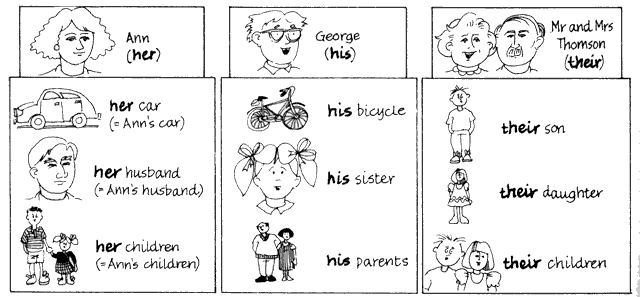 Ann
(her)
her car
(= Ann's car)
her husband
(= Ann's husband)
her children
(= Ann's children)
George
(his)
his bicycle
his sister
his parents
Mr and Mrs
Thomson
(their)
their son
their daughter
their children